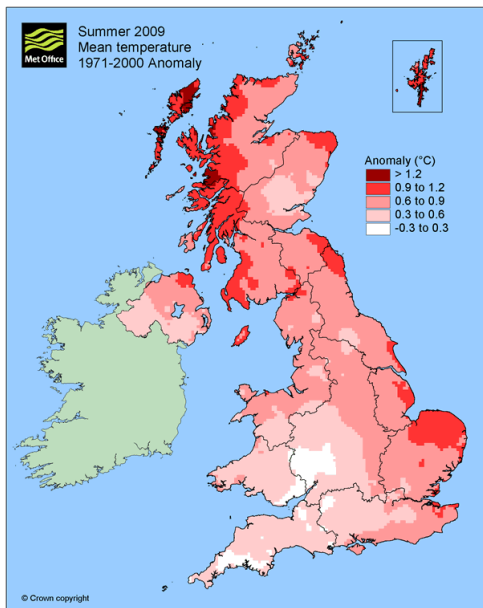 Met Office
Summer 2009
Mean temperature
1971-2000 Anomaly
Anomaly (°C)
> 1.2
0.9 to 1.2
0.6 to 0.9
0.3 to 0.6
-0.3 to 0.3
© Crown copyright